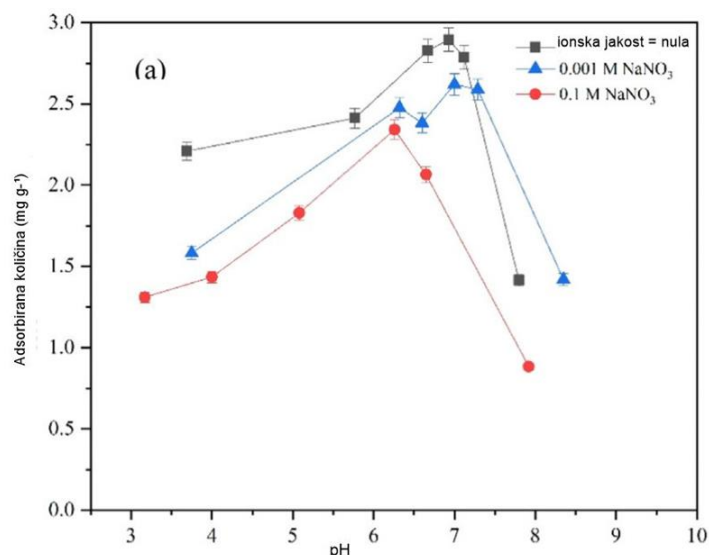 3.0
2.5
2.0
1.5
1.0
0.5
0.0
Adsorbirana količina (mg g⁻¹)
(a)
ionska jakost = nula
0.001 M NaNO₃
0.1 M NaNO₃
3 4 5 6 7 8 9 10
pH